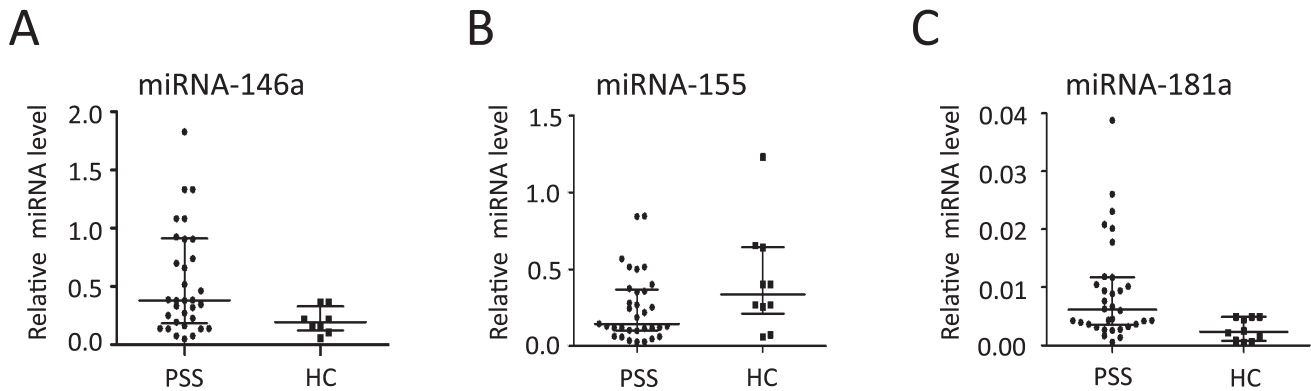 A
miRNA-146a
Relative miRNA level
2.0
1.5
1.0
0.5
0.0
PSS HC
B
miRNA-155
Relative miRNA level
1.5
1.0
0.5
0.0
PSS HC
C
miRNA-181a
Relative miRNA level
0.04
0.03
0.02
0.01
0.00
PSS HC